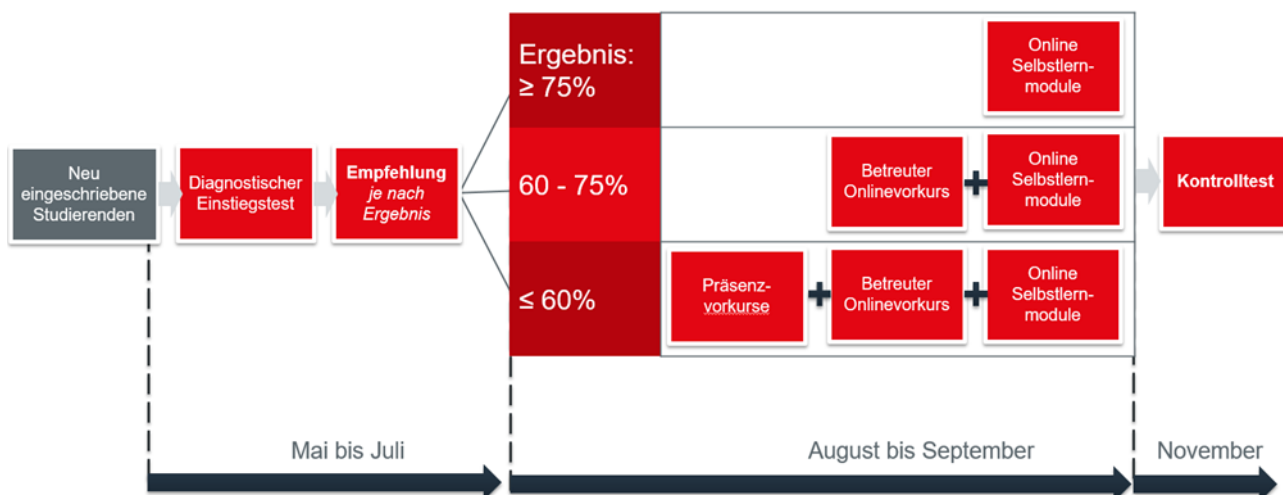 Neu
eingeschriebene
Studierenden
Diagnostischer
Einstiegstest
Empfehlung
je nach
Ergebnis
Ergebnis:
≥ 75%
Online
Selbstlern-
module
60 - 75%
Betreuter
Onlinevorkurs
+
Online
Selbstlern-
module
≤ 60%
Präsenz-
vorkurse
+
Betreuter
Onlinevorkurs
+
Online
Selbstlern-
module
Kontrolltest
Mai bis Juli
August bis September
November